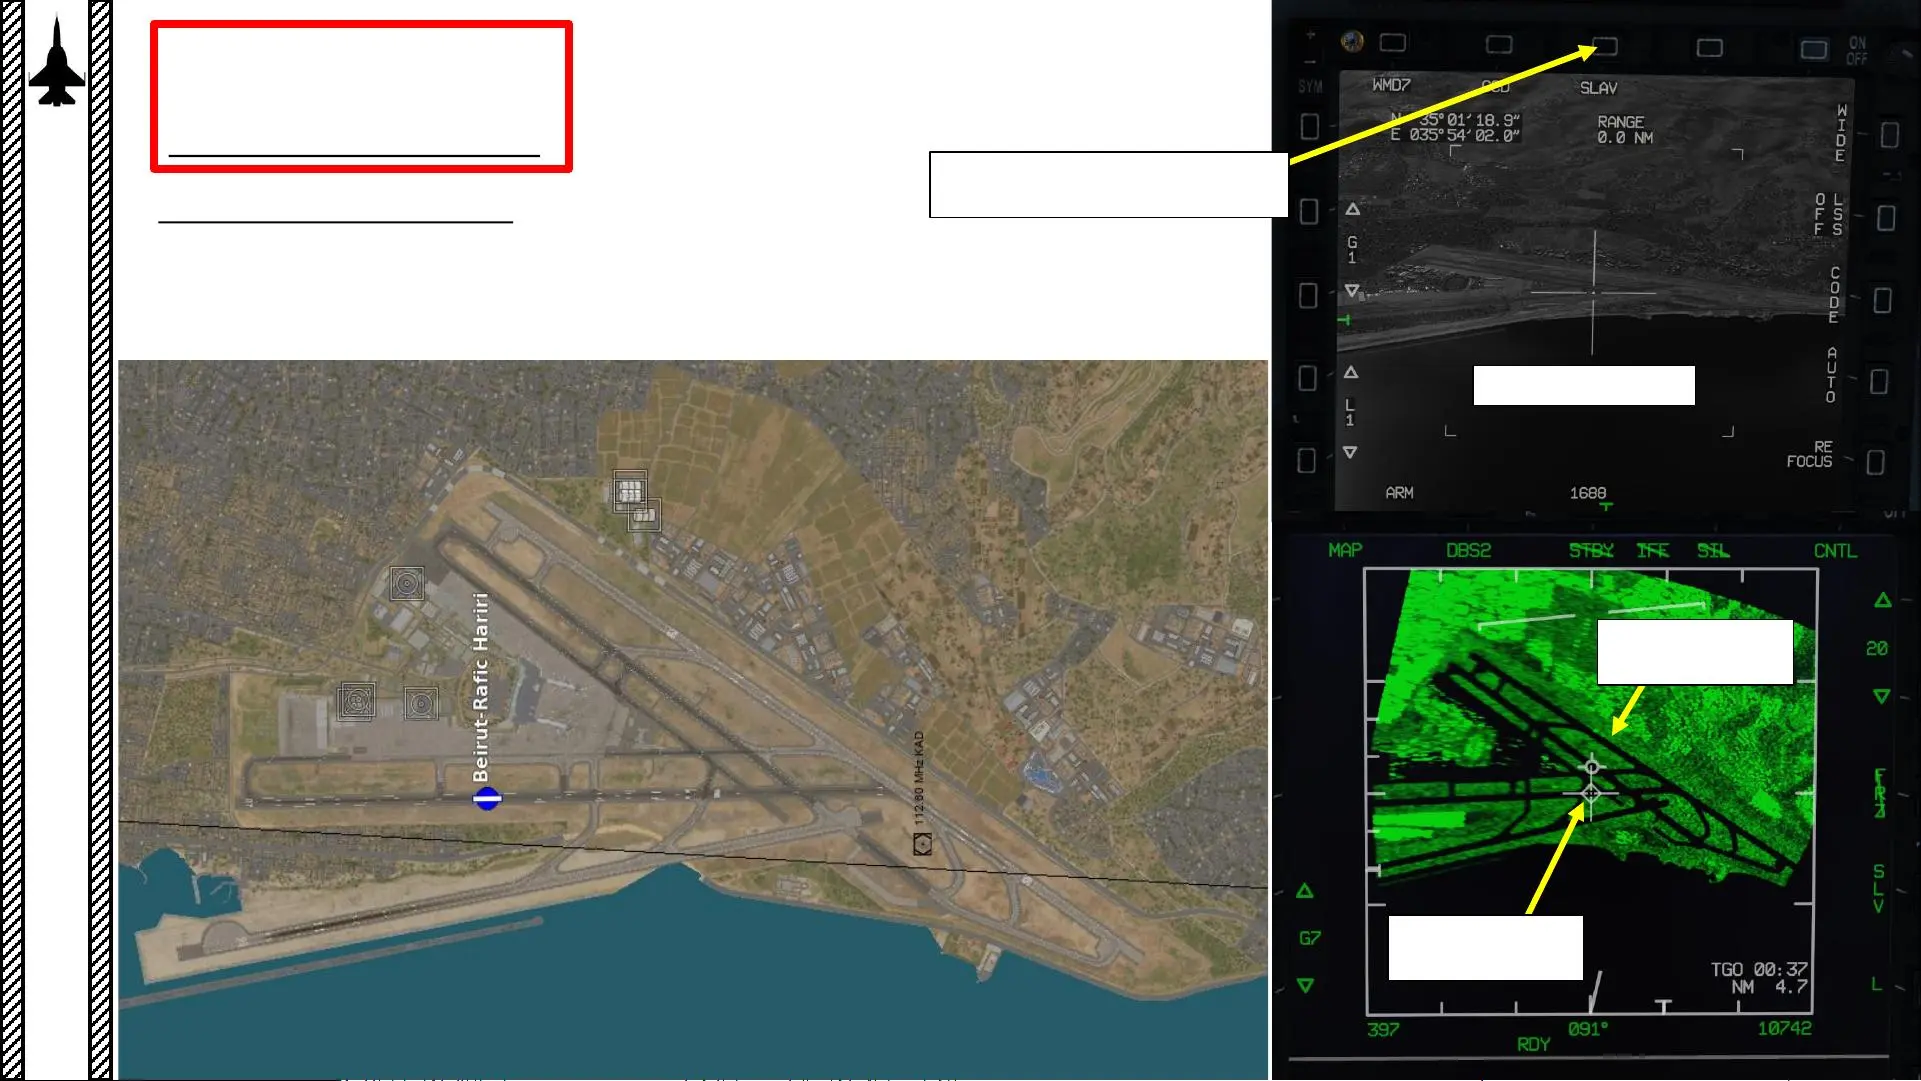 ON
OFF
SYM
WMD7
CCD
SLAV
N 35°01'18.9"
E 035°54'02.0"
RANGE
0.0 NM
WIDE
OFF
LSS
G
1
CODE
AUTO
L
1
RE
FOCUS
ARM
1688
MAP
DBS2
STBY
IFF
SIL
CNTL
20
Beirut-Rafic Hariri
112.60 MHz KAD
FRZ
SLV
G7
TGO 00:37
NM 4.7
L
397
091°
10742
RDY